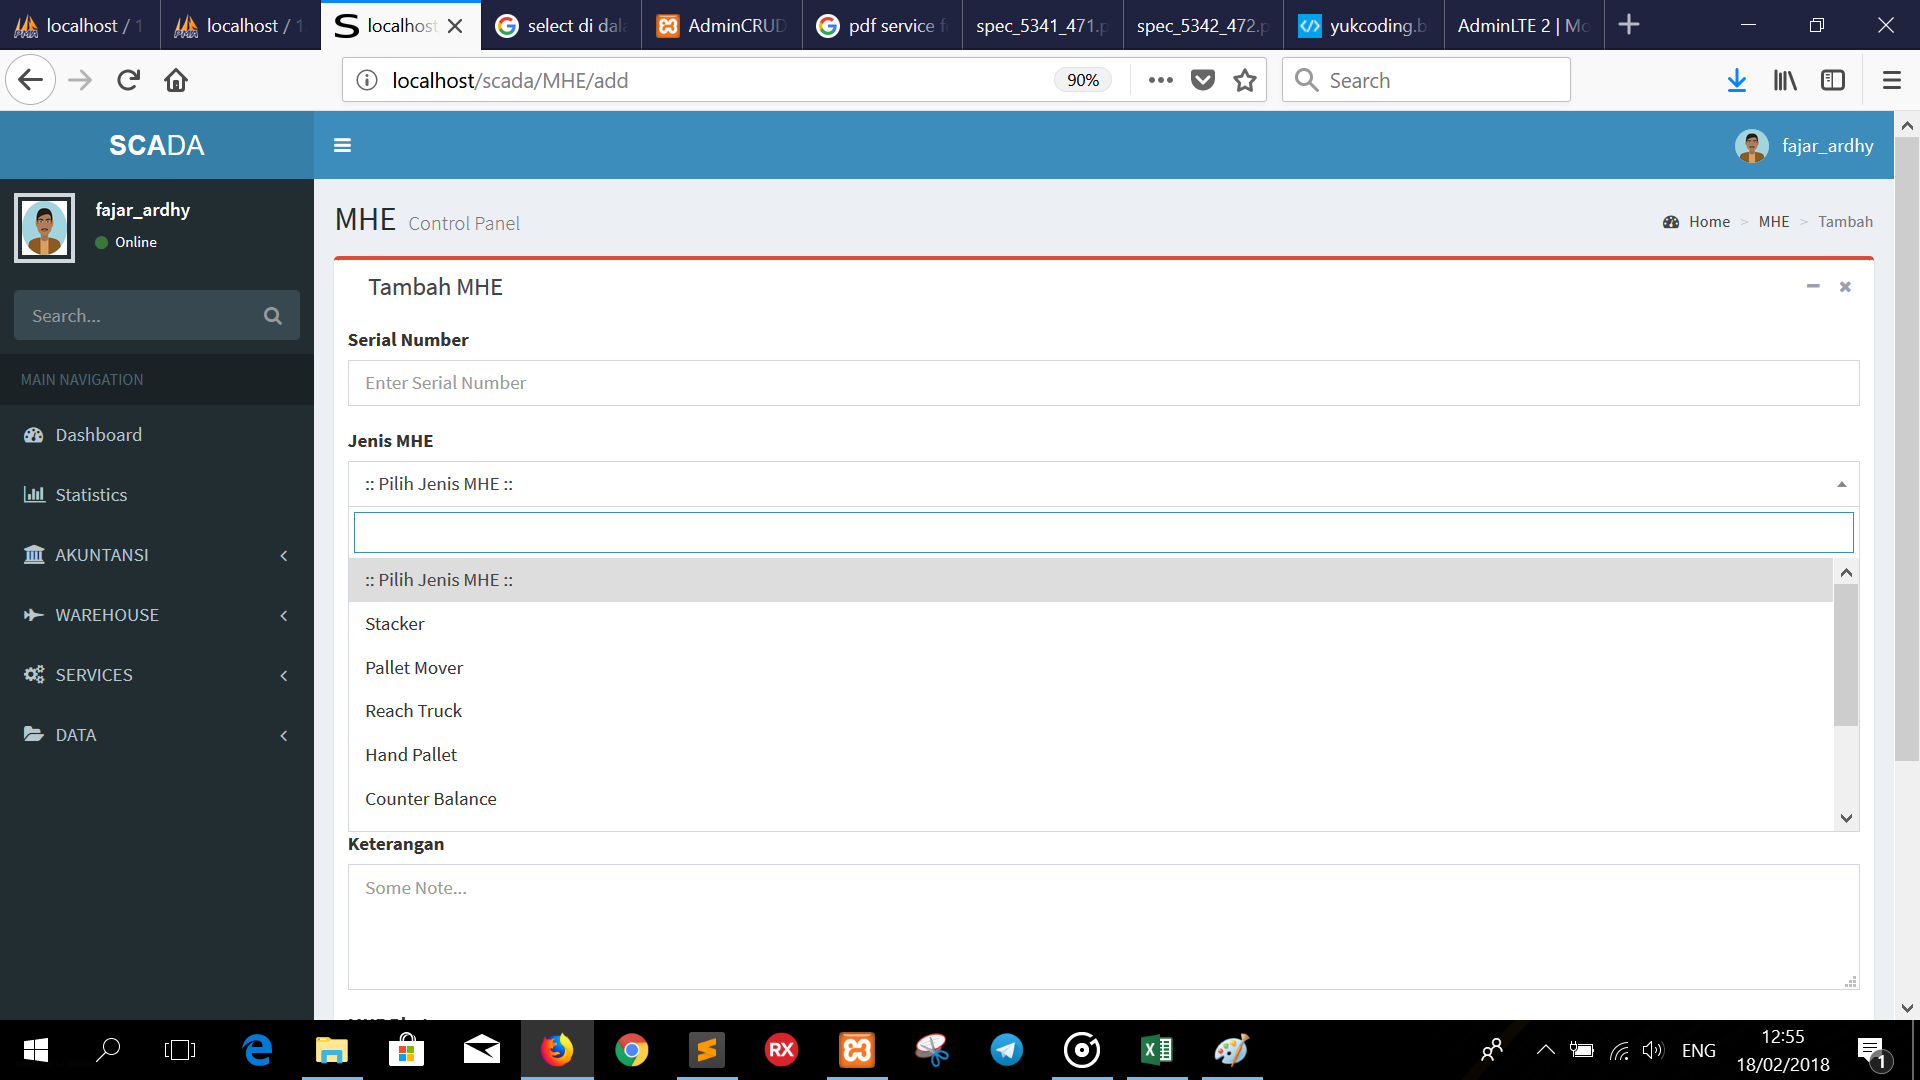 localhost / 1
localhost / 1
localhost
select di dal
AdminCRUD
pdf service f
spec_5341_471.p
spec_5342_472.p
yukcoding.b
AdminLTE 2 | Mo
localhost/scada/MHE/add
90%
Search
SCADA
fajar_ardhy
fajar_ardhy
Online
MHE Control Panel
Home > MHE > Tambah
Search...
MAIN NAVIGATION
Dashboard
Statistics
AKUNTANSI
WAREHOUSE
SERVICES
DATA
Tambah MHE
Serial Number
Enter Serial Number
Jenis MHE
:: Pilih Jenis MHE ::
:: Pilih Jenis MHE ::
Stacker
Pallet Mover
Reach Truck
Hand Pallet
Counter Balance
Keterangan
Some Note...
RX
ENG
12:55
18/02/2018
1